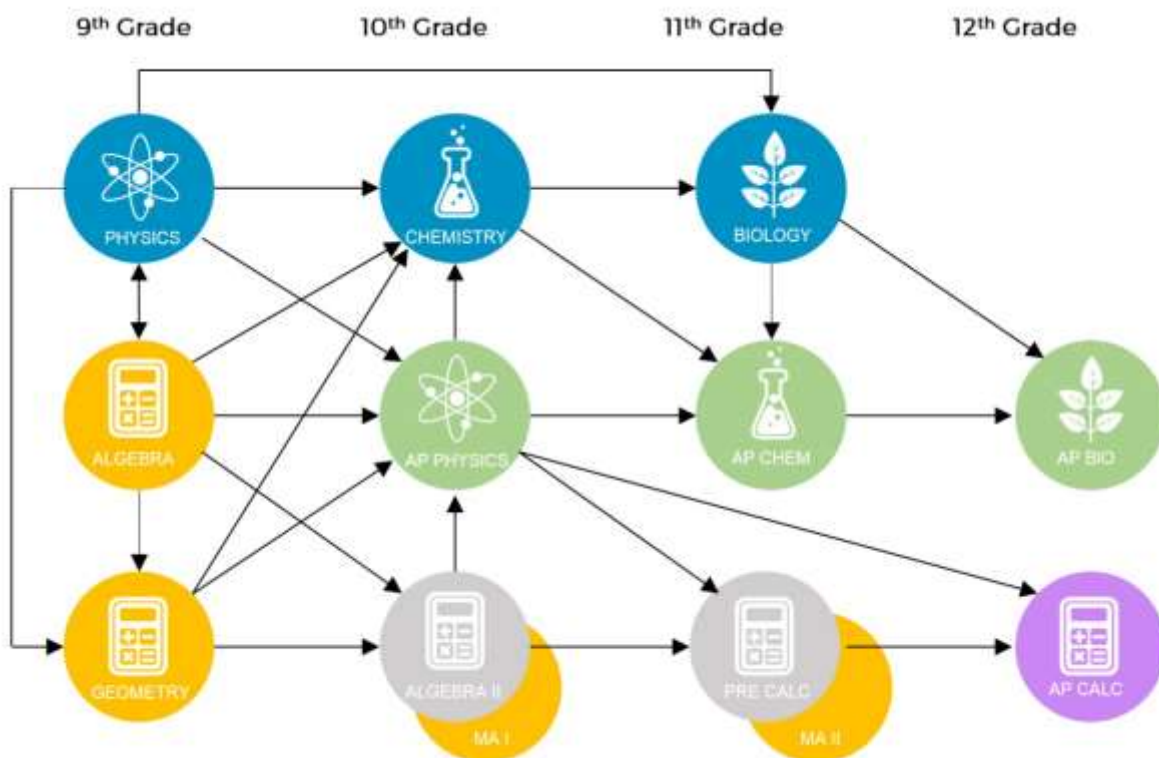 9th Grade
10th Grade
11th Grade
12th Grade
PHYSICS
CHEMISTRY
BIOLOGY
ALGEBRA
AP PHYSICS
AP CHEM
AP BIO
GEOMETRY
ALGEBRA II
PRE CALC
AP CALC
MA I
MA II